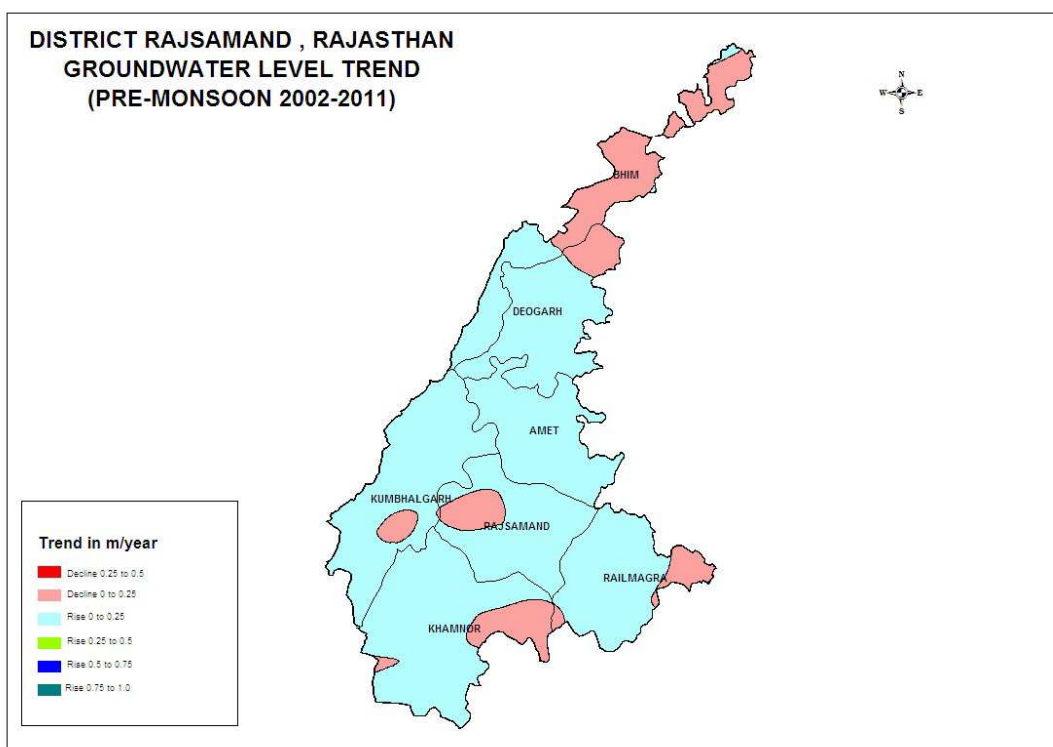 DISTRICT RAJSAMAND , RAJASTHAN
GROUNDWATER LEVEL TREND
(PRE-MONSOON 2002-2011)
N
W E
S
BHIM
DEOGARH
AMET
KUMBHALGARH
RAJSAMAND
RAILMAGRA
KHAMNOR
Trend in m/year
Decline 0.25 to 0.5
Decline 0 to 0.25
Rise 0 to 0.25
Rise 0.25 to 0.5
Rise 0.5 to 0.75
Rise 0.75 to 1.0